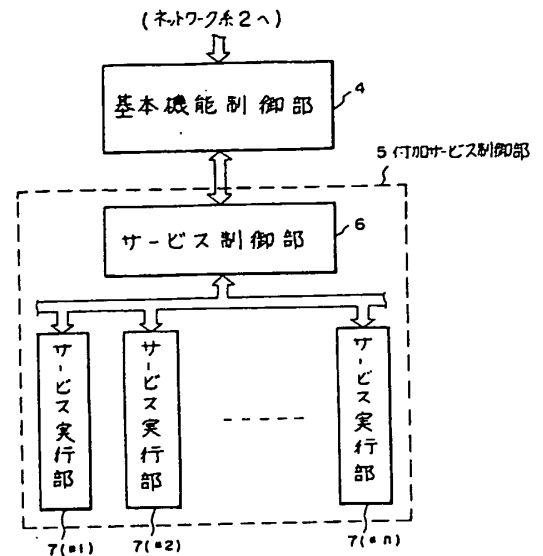 (ネットワーク系2へ)
基本機能制御部
4
5 付加サービス制御部
サービス制御部
6
サービス実行部
サービス実行部
サービス実行部
7(#1)
7(#2)
7(#n)